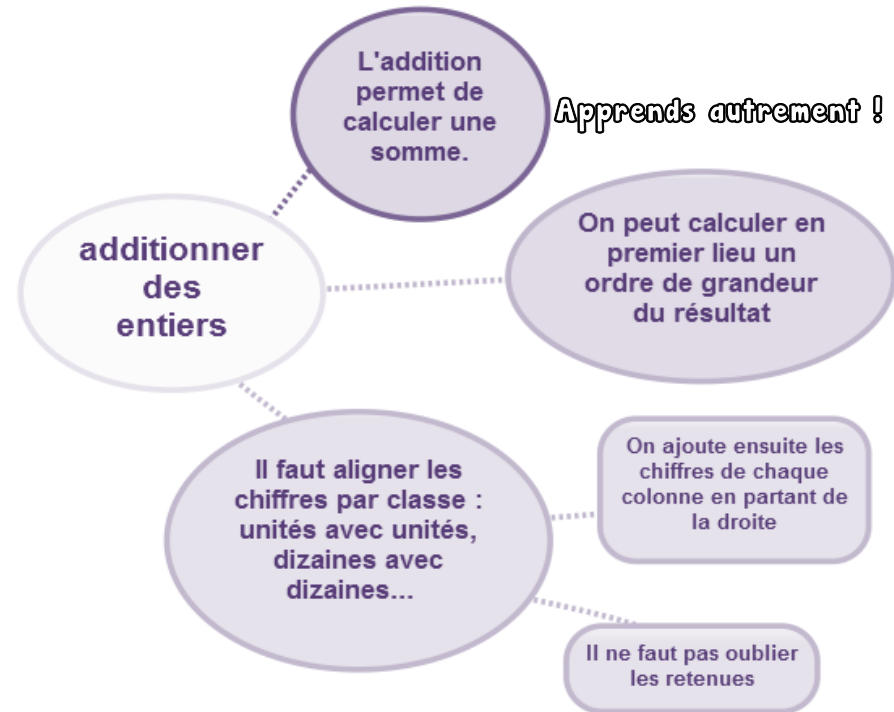 L'addition
permet de
calculer une
somme.
Apprends autrement !
additionner
des
entiers
On peut calculer en
premier lieu un
ordre de grandeur
du résultat
Il faut aligner les
chiffres par classe :
unités avec unités,
dizaines avec
dizaines...
On ajoute ensuite les
chiffres de chaque
colonne en partant de
la droite
Il ne faut pas oublier
les retenues